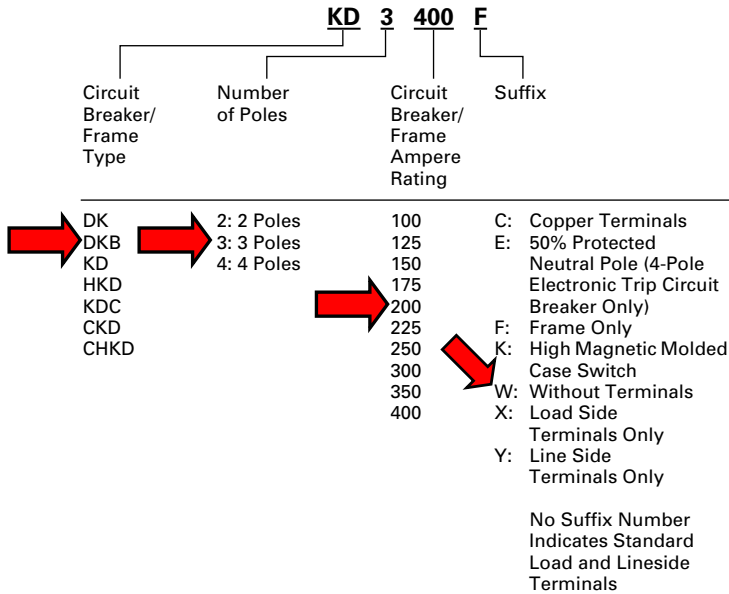 KD 3 400 F
Circuit
Breaker/
Frame
Type
Number
of Poles
Circuit
Breaker/
Frame
Ampere
Rating
Suffix
DK
DKB
KD
HKD
KDC
CKD
CHKD
2: 2 Poles
3: 3 Poles
4: 4 Poles
100
125
150
175
200
225
250
300
350
400
C: Copper Terminals
E: 50% Protected
Neutral Pole (4-Pole
Electronic Trip Circuit
Breaker Only)
F: Frame Only
K: High Magnetic Molded
Case Switch
W: Without Terminals
X: Load Side
Terminals Only
Y: Line Side
Terminals Only
No Suffix Number
Indicates Standard
Load and Lineside
Terminals